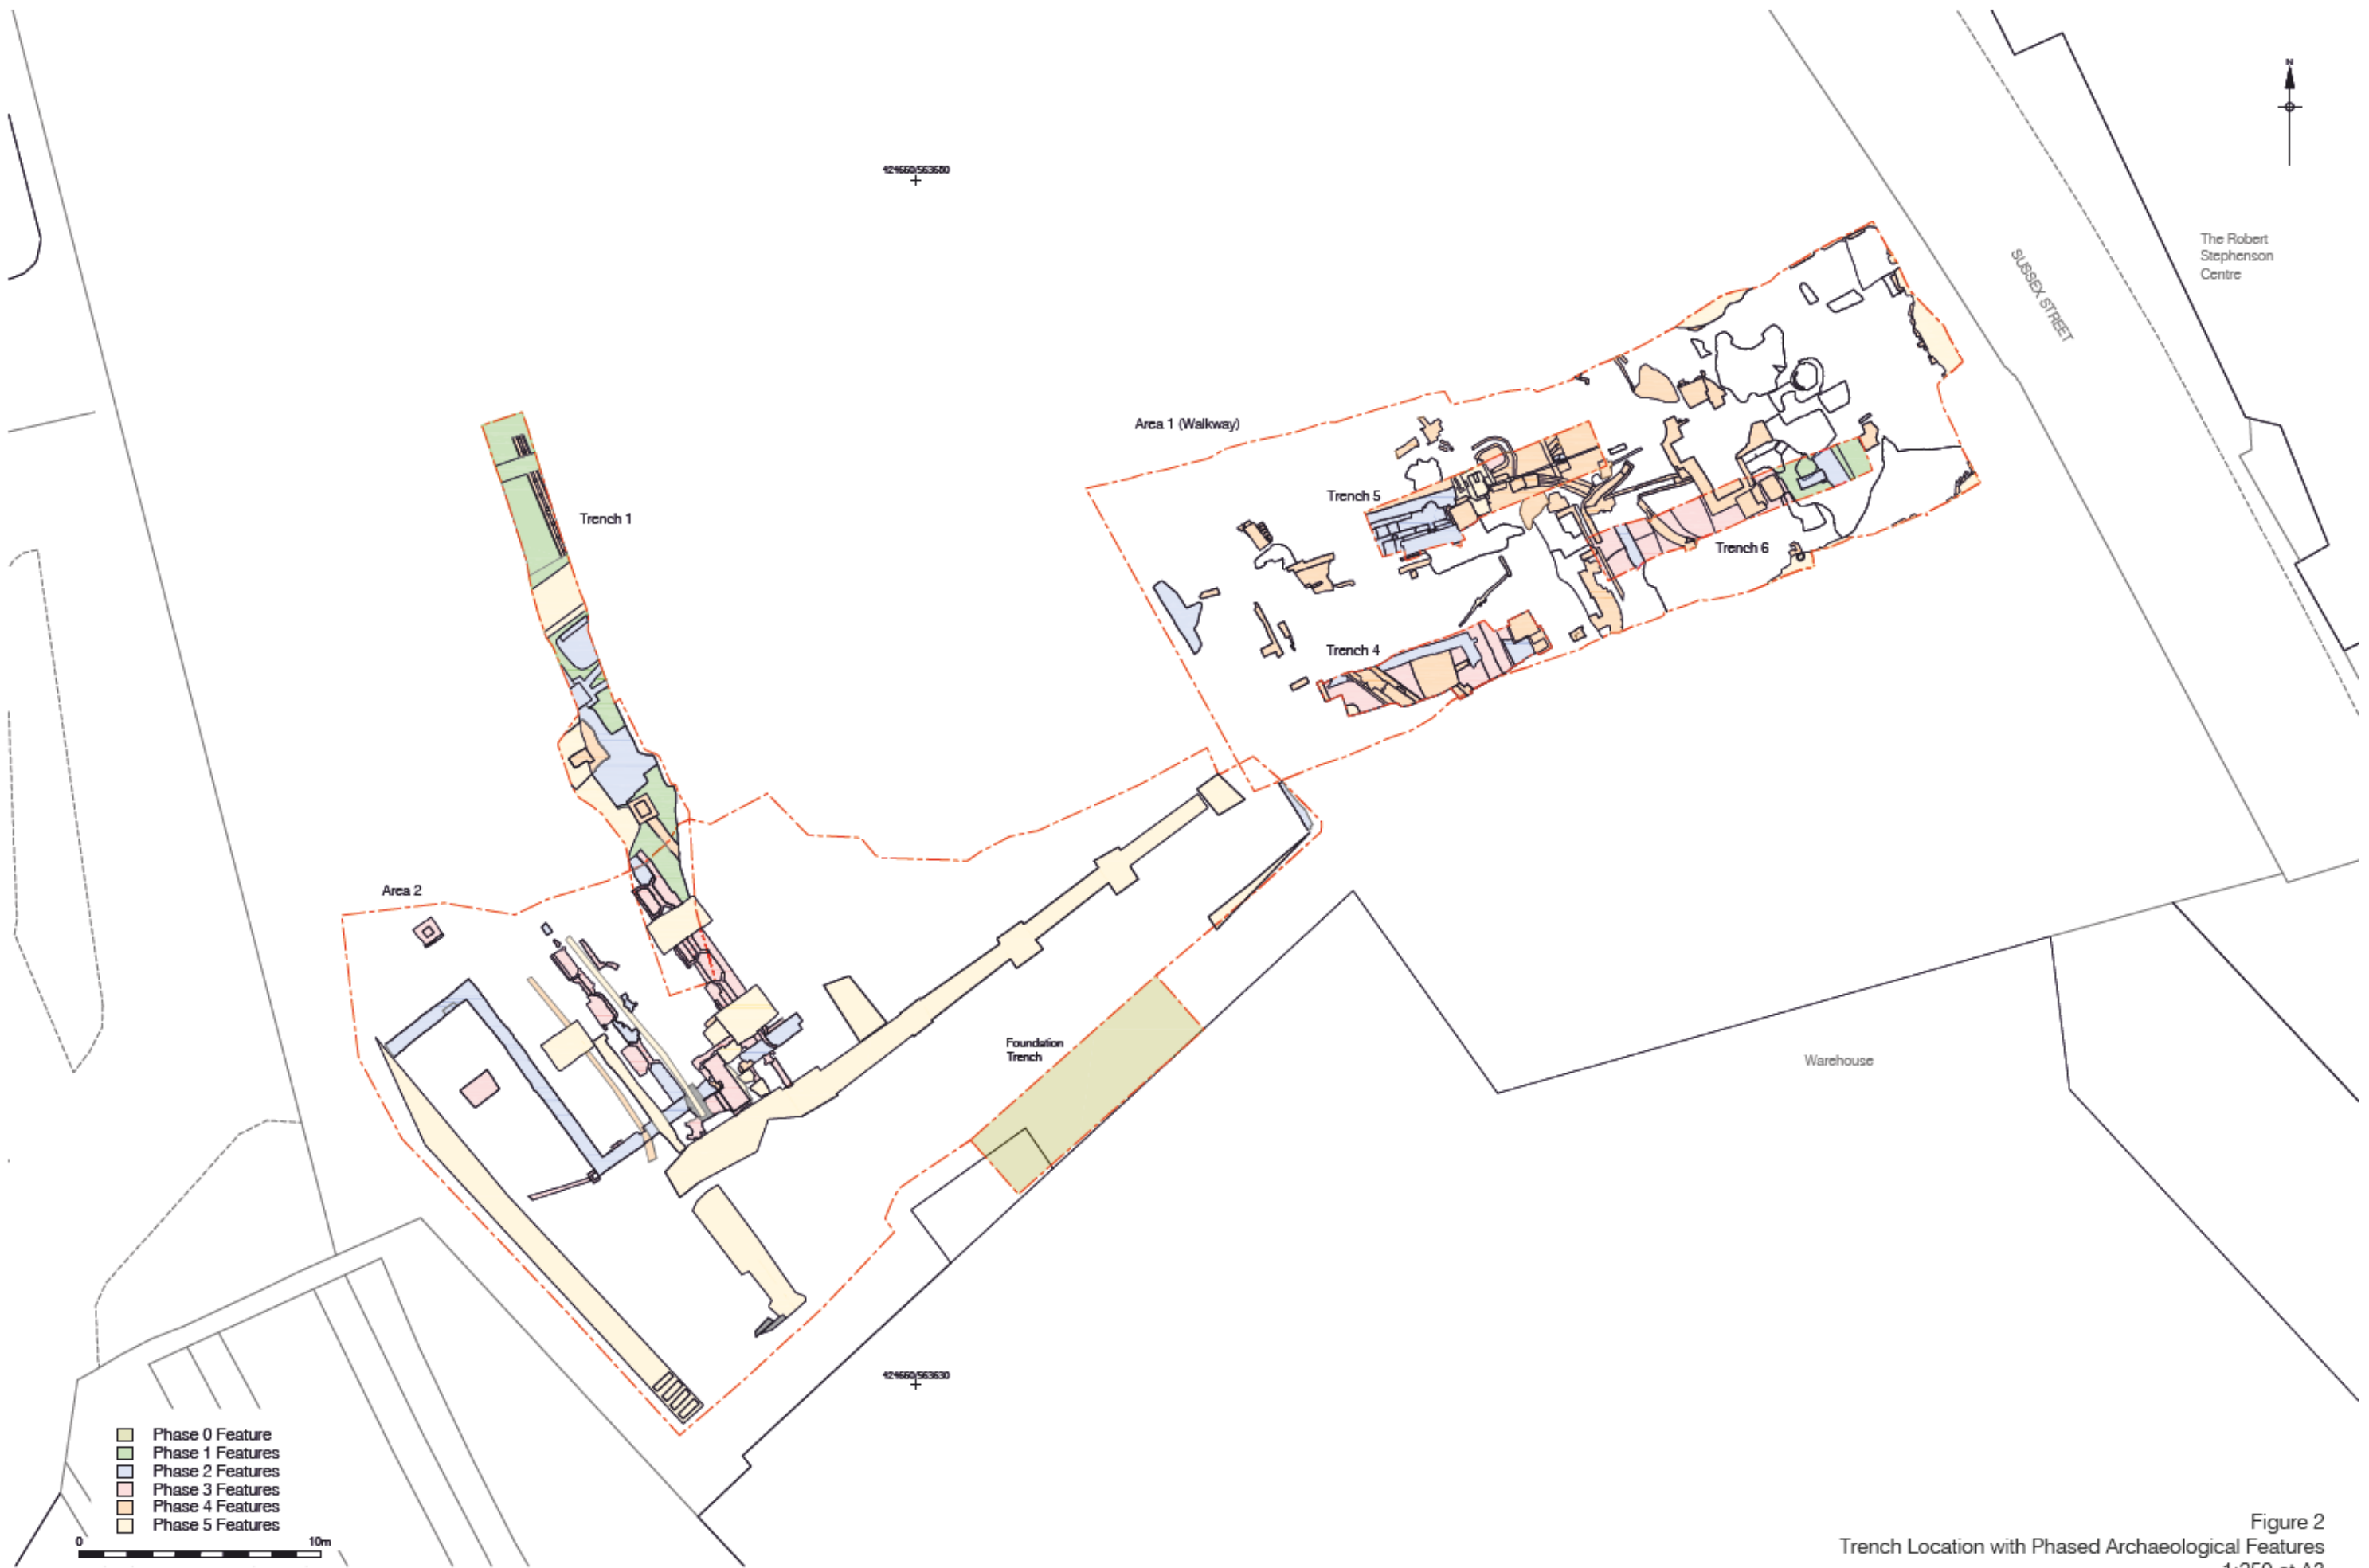 N
424660/563680
The Robert
Stephenson
Centre
SUSSEX STREET
Area 1 (Walkway)
Trench 5
Trench 1
Trench 6
Trench 4
Area 2
Foundation
Trench
Warehouse
424660/563630
Phase 0 Feature
Phase 1 Features
Phase 2 Features
Phase 3 Features
Phase 4 Features
Phase 5 Features
0 10m
Figure 2
Trench Location with Phased Archaeological Features